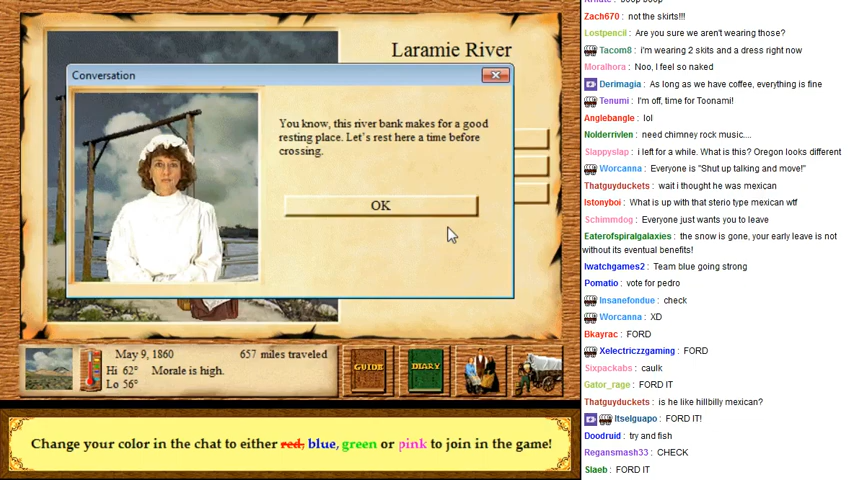 Laramie River
Conversation
You know, this river bank makes for a good
resting place. Let's rest here a time before
crossing.
OK
May 9, 1860
657 miles traveled
Hi 62°
Morale is high.
Lo 56°
GUIDE
DIARY
Change your color in the chat to either red, blue, green or pink to join in the game!
Zach670 : not the skirts!!!
Lostpencil : Are you sure we aren't wearing those?
Tacom8 : i'm wearing 2 skits and a dress right now
Moralhora : Noo, I feel so naked
Derimagia : As long as we have coffee, everything is fine
Tenumi : I'm off, time for Toonami!
Anglebangle : lol
Nolderrivlen : need chimney rock music....
Slappyslap : i left for a while. What is this? Oregon looks different
Worcanna : Everyone is "Shut up talking and move!"
Thatguyduckets : wait i thought he was mexican
Istonyboi : What is up with that sterio type mexican wtf
Schimmdog : Everyone just wants you to leave
Eaterofspiralgalaxies : the snow is gone, your early leave is not
without its eventual benefits!
Iwatchgames2 : Team blue going strong
Pomatio : vote for pedro
Insanefondue : check
Worcanna : XD
Bkayrac : FORD
Xelectriczzgaming : FORD
Sixpackabs : caulk
Gator_rage : FORD IT
Thatguyduckets : is he like hillbilly mexican?
Itselguapo : FORD IT!
Doodruid : try and fish
Regansmash33 : CHECK
Slaeb : FORD IT